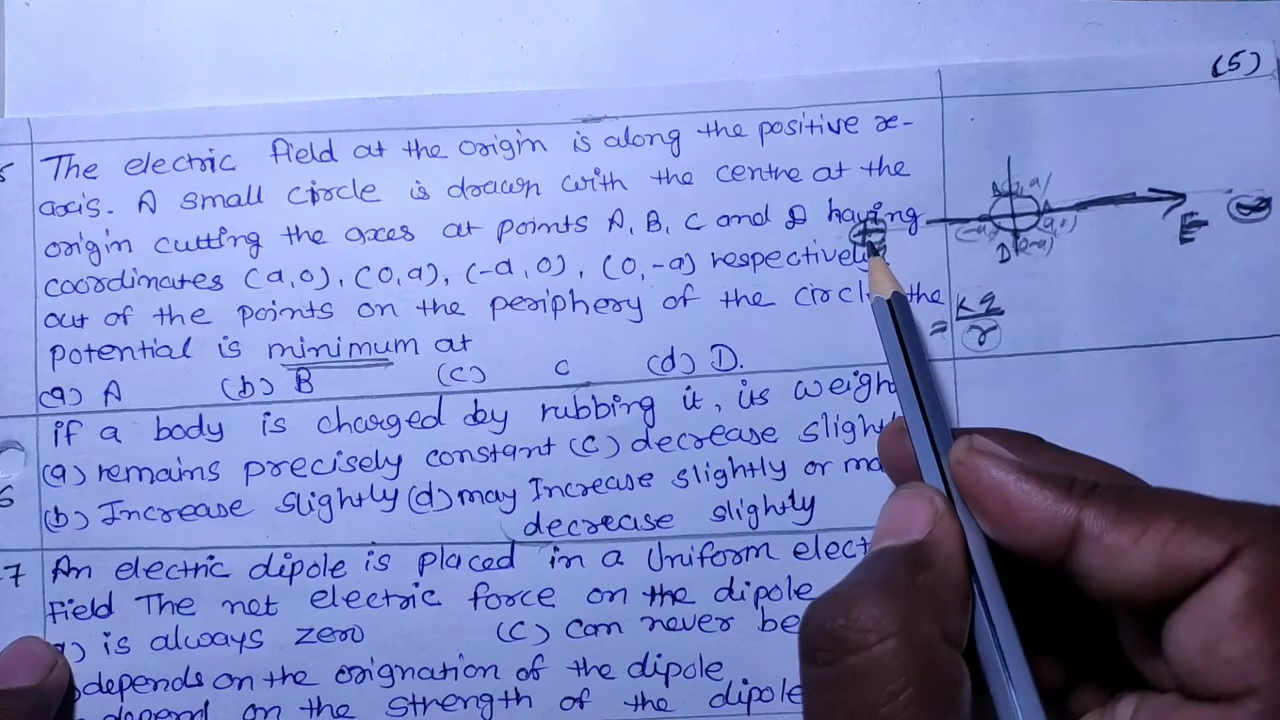 (5)
The electric field at the origin is along the positive x-
axis. A small circle is drawn with the centre at the
origin cutting the axes at points A, B, C and D having
coordinates (a,0), (0,a), (-a,0), (0,-a) respectively
out of the points on the periphery of the circle the
potential is minimum at
(a) A (b) B (c) C (d) D.
E
D
= Kq
r
6
if a body is charged by rubbing it, its weigh
(a) remains precisely constant (c) decrease slightl
(b) Increase slightly (d) may Increase slightly or ma
decrease slightly
7
An electric dipole is placed in a Uniform elect
Field The net electric force on the dipole
is always zero (c) can never be
depends on the orignation of the dipole
depend on the strength of the dipole